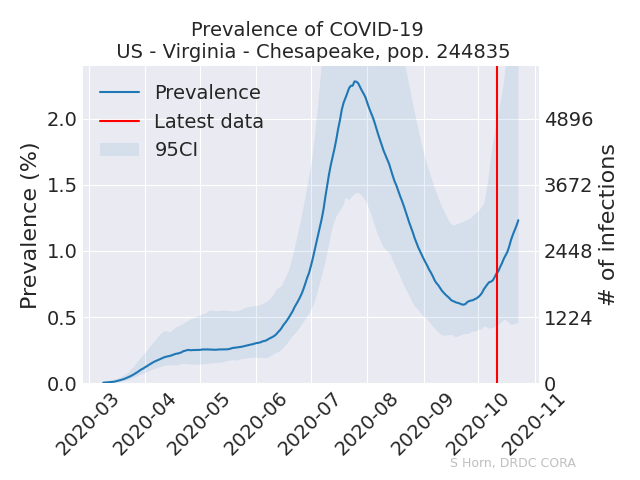 Prevalence of COVID-19
US - Virginia - Chesapeake, pop. 244835
Prevalence
Latest data
95CI
Prevalence (%)
2.0
1.5
1.0
0.5
0.0
4896
3672
2448
1224
0
# of infections
2020-03
2020-04
2020-05
2020-06
2020-07
2020-08
2020-09
2020-10
2020-11
S Horn, DRDC CORA